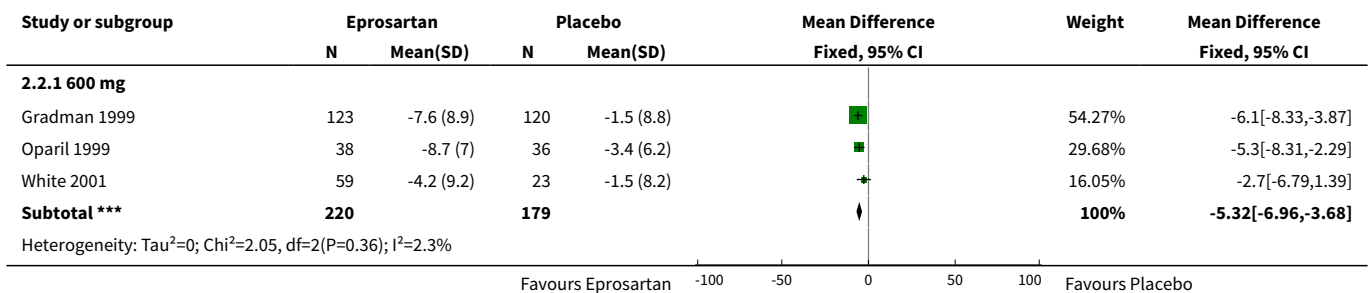 Study or subgroup Eprosartan Placebo Mean Difference Weight Mean Difference
N Mean(SD) N Mean(SD) Fixed, 95% CI Fixed, 95% CI
2.2.1 600 mg
Gradman 1999 123 -7.6 (8.9) 120 -1.5 (8.8) 54.27% -6.1[-8.33,-3.87]
Oparil 1999 38 -8.7 (7) 36 -3.4 (6.2) 29.68% -5.3[-8.31,-2.29]
White 2001 59 -4.2 (9.2) 23 -1.5 (8.2) 16.05% -2.7[-6.79,1.39]
Subtotal *** 220 179 100% -5.32[-6.96,-3.68]
Heterogeneity: Tau²=0; Chi²=2.05, df=2(P=0.36); I²=2.3%
Favours Eprosartan -100 -50 0 50 100 Favours Placebo